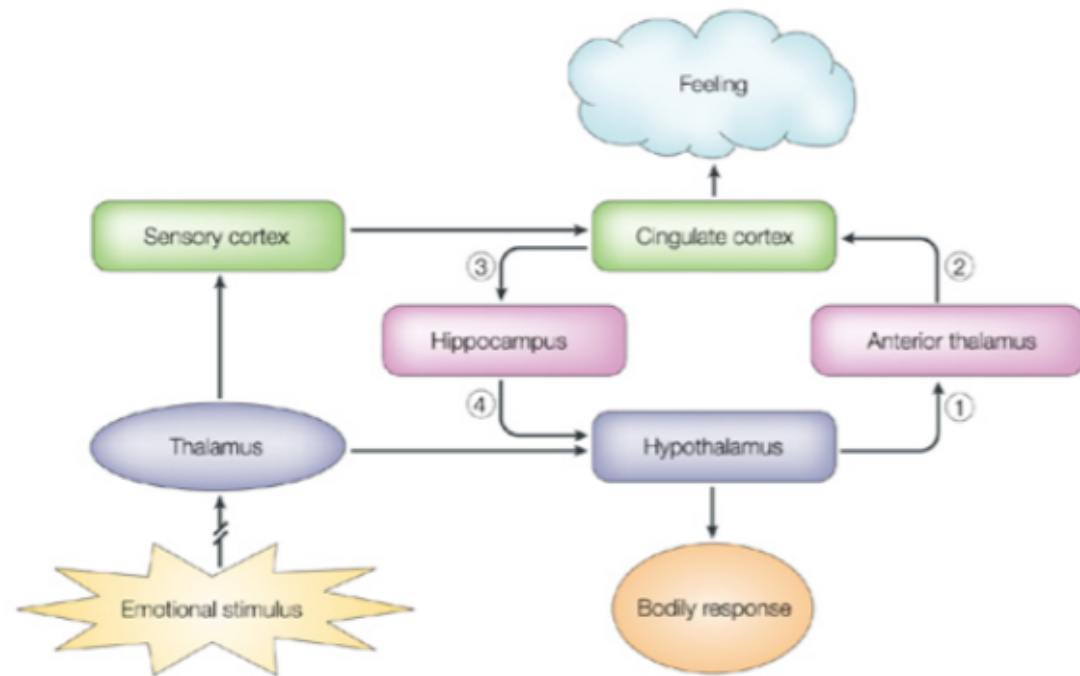 Feeling
Sensory cortex
Cingulate cortex
3
2
Hippocampus
Anterior thalamus
4
1
Thalamus
Hypothalamus
Emotional stimulus
Bodily response